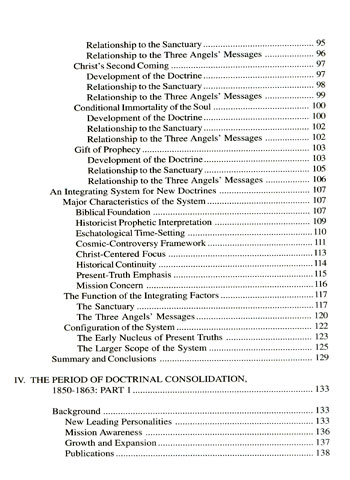 Relationship to the Sanctuary ........................... 95
Relationship to the Three Angels' Messages ............ 96
Christ's Second Coming ..................................... 97
Development of the Doctrine ........................... 97
Relationship to the Sanctuary ........................... 98
Relationship to the Three Angels' Messages ............ 99
Conditional Immortality of the Soul ...................... 100
Development of the Doctrine .......................... 100
Relationship to the Sanctuary .......................... 102
Relationship to the Three Angels' Messages ........... 102
Gift of Prophecy ............................................. 103
Development of the Doctrine .......................... 103
Relationship to the Sanctuary .......................... 105
Relationship to the Three Angels' Messages ........... 106
An Integrating System for New Doctrines ................. 107
Major Characteristics of the System ....................... 107
Biblical Foundation ......................................... 107
Historicist Prophetic Interpretation ..................... 109
Eschatological Time-Setting ............................... 110
Cosmic-Controversy Framework ......................... 111
Christ-Centered Focus ..................................... 113
Historical Continuity ....................................... 114
Present-Truth Emphasis ................................... 115
Mission Concern ............................................ 116
The Function of the Integrating Factors .................. 117
The Sanctuary ............................................... 117
The Three Angels' Messages .............................. 120
Configuration of the System ................................ 122
The Early Nucleus of Present Truths ................... 123
The Larger Scope of the System ......................... 125
Summary and Conclusions ................................... 129
IV. THE PERIOD OF DOCTRINAL CONSOLIDATION,
1850-1863: PART 1 ............................................. 133
Background ..................................................... 133
New Leading Personalities ................................. 133
Mission Awareness .......................................... 136
Growth and Expansion ...................................... 137
Publications .................................................. 138